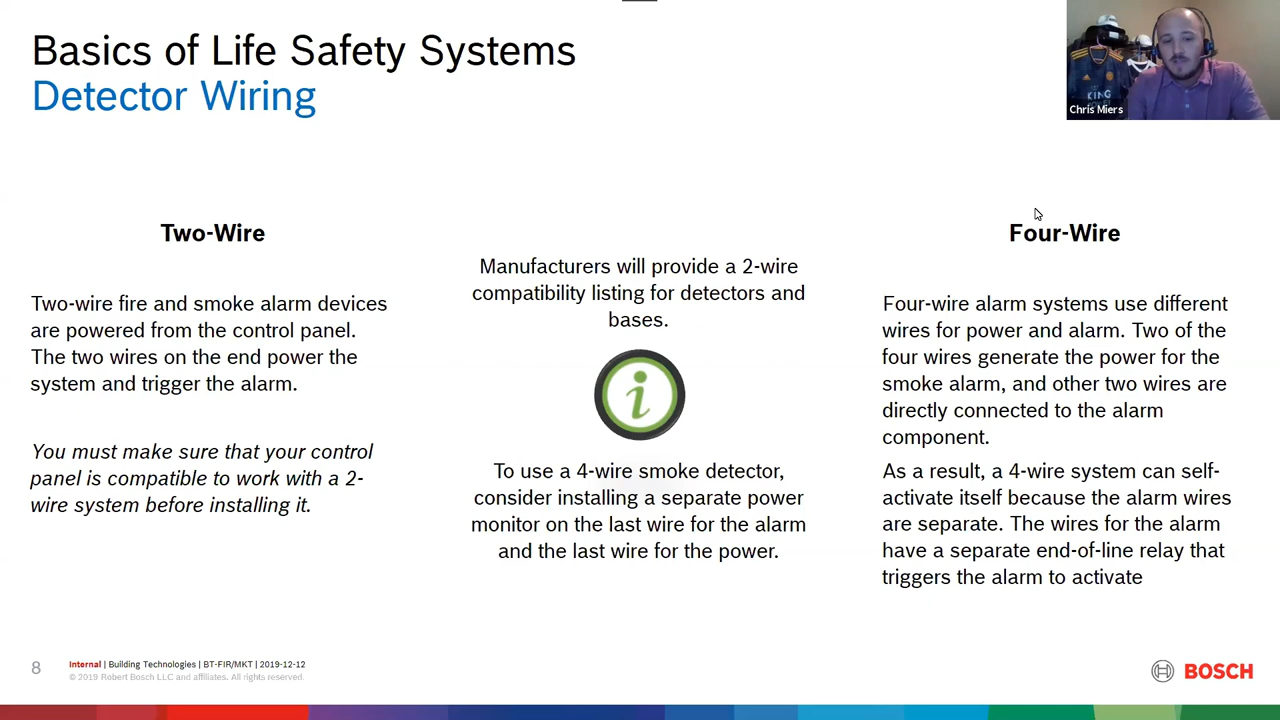 Basics of Life Safety Systems
Detector Wiring
KING
Chris Miers
Two-Wire
Two-wire fire and smoke alarm devices
are powered from the control panel.
The two wires on the end power the
system and trigger the alarm.
You must make sure that your control
panel is compatible to work with a 2-
wire system before installing it.
Manufacturers will provide a 2-wire
compatibility listing for detectors and
bases.
i
To use a 4-wire smoke detector,
consider installing a separate power
monitor on the last wire for the alarm
and the last wire for the power.
Four-Wire
Four-wire alarm systems use different
wires for power and alarm. Two of the
four wires generate the power for the
smoke alarm, and other two wires are
directly connected to the alarm
component.
As a result, a 4-wire system can self-
activate itself because the alarm wires
are separate. The wires for the alarm
have a separate end-of-line relay that
triggers the alarm to activate
8
Internal | Building Technologies | BT-FIR/MKT | 2019-12-12
© 2019 Robert Bosch LLC and affiliates. All rights reserved.
BOSCH